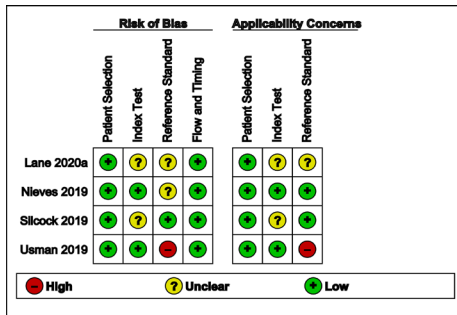 Risk of Bias Applicability Concerns
Patient Selection
Index Test
Reference Standard
Flow and Timing
Patient Selection
Index Test
Reference Standard
Lane 2020a + ? ? + + ? ?
Nieves 2019 + + ? + + + +
Silcock 2019 + ? + + + ? +
Usman 2019 + + – + + + –
– High ? Unclear + Low